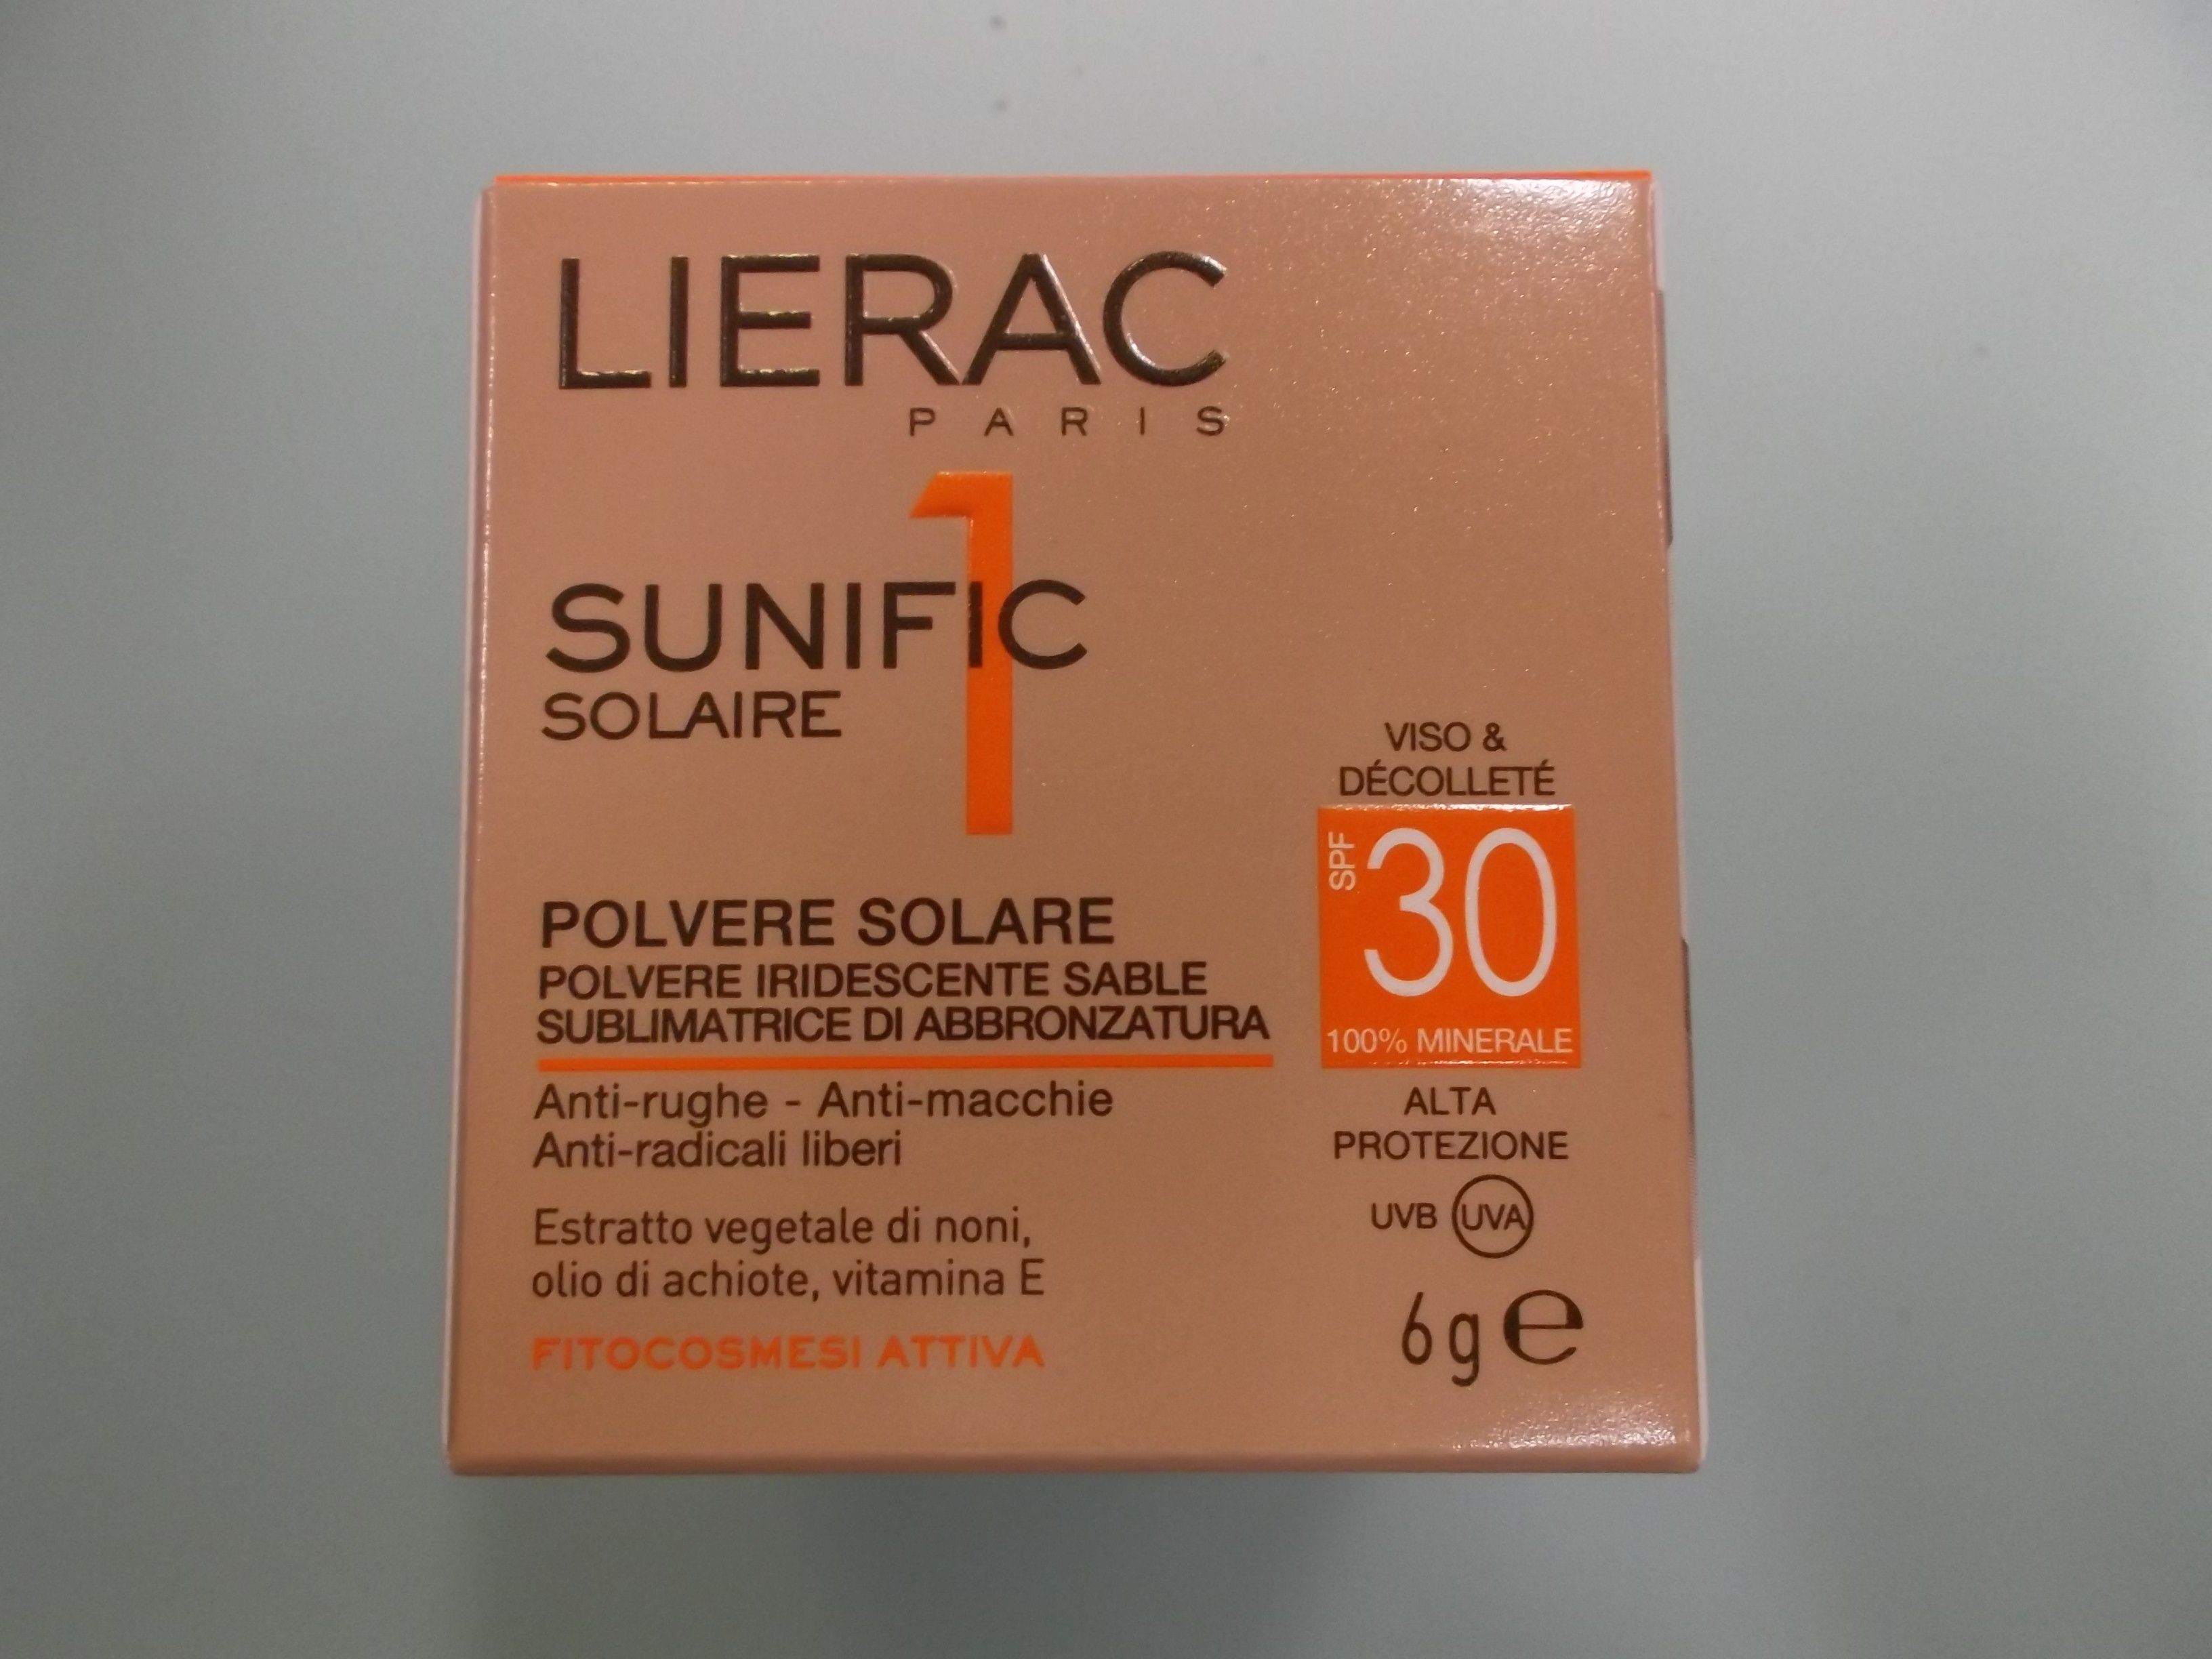 LIERAC
PARIS
1
SUNIFIC
SOLAIRE
POLVERE SOLARE
POLVERE IRIDESCENTE SABLE
SUBLIMATRICE DI ABBRONZATURA
Anti-rughe - Anti-macchie
Anti-radicali liberi
Estratto vegetale di noni,
olio di achiote, vitamina E
FITOCOSMESI ATTIVA
VISO &
DÉCOLLETÉ
SPF 30
100% MINERALE
ALTA
PROTEZIONE
UVB UVA
6g e